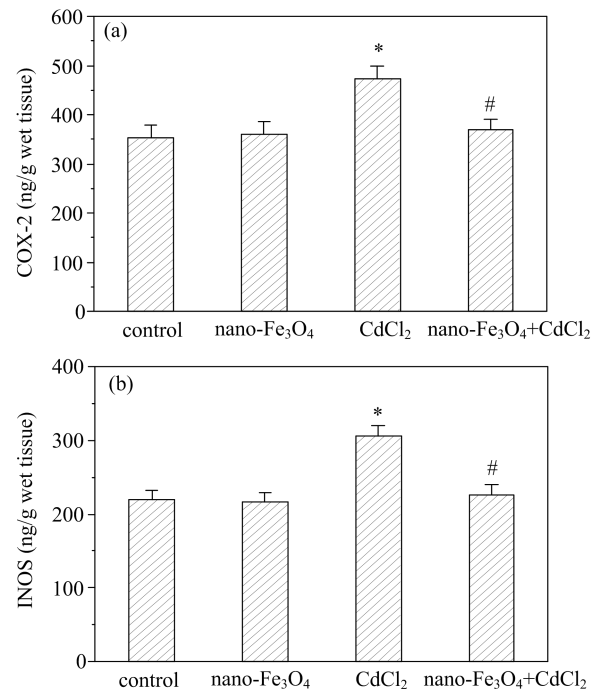 (a)
*
#
COX-2 (ng/g wet tissue)
600
500
400
300
200
100
0
control nano-Fe₃O₄ CdCl₂ nano-Fe₃O₄+CdCl₂
(b)
*
#
INOS (ng/g wet tissue)
400
300
200
100
0
control nano-Fe₃O₄ CdCl₂ nano-Fe₃O₄+CdCl₂